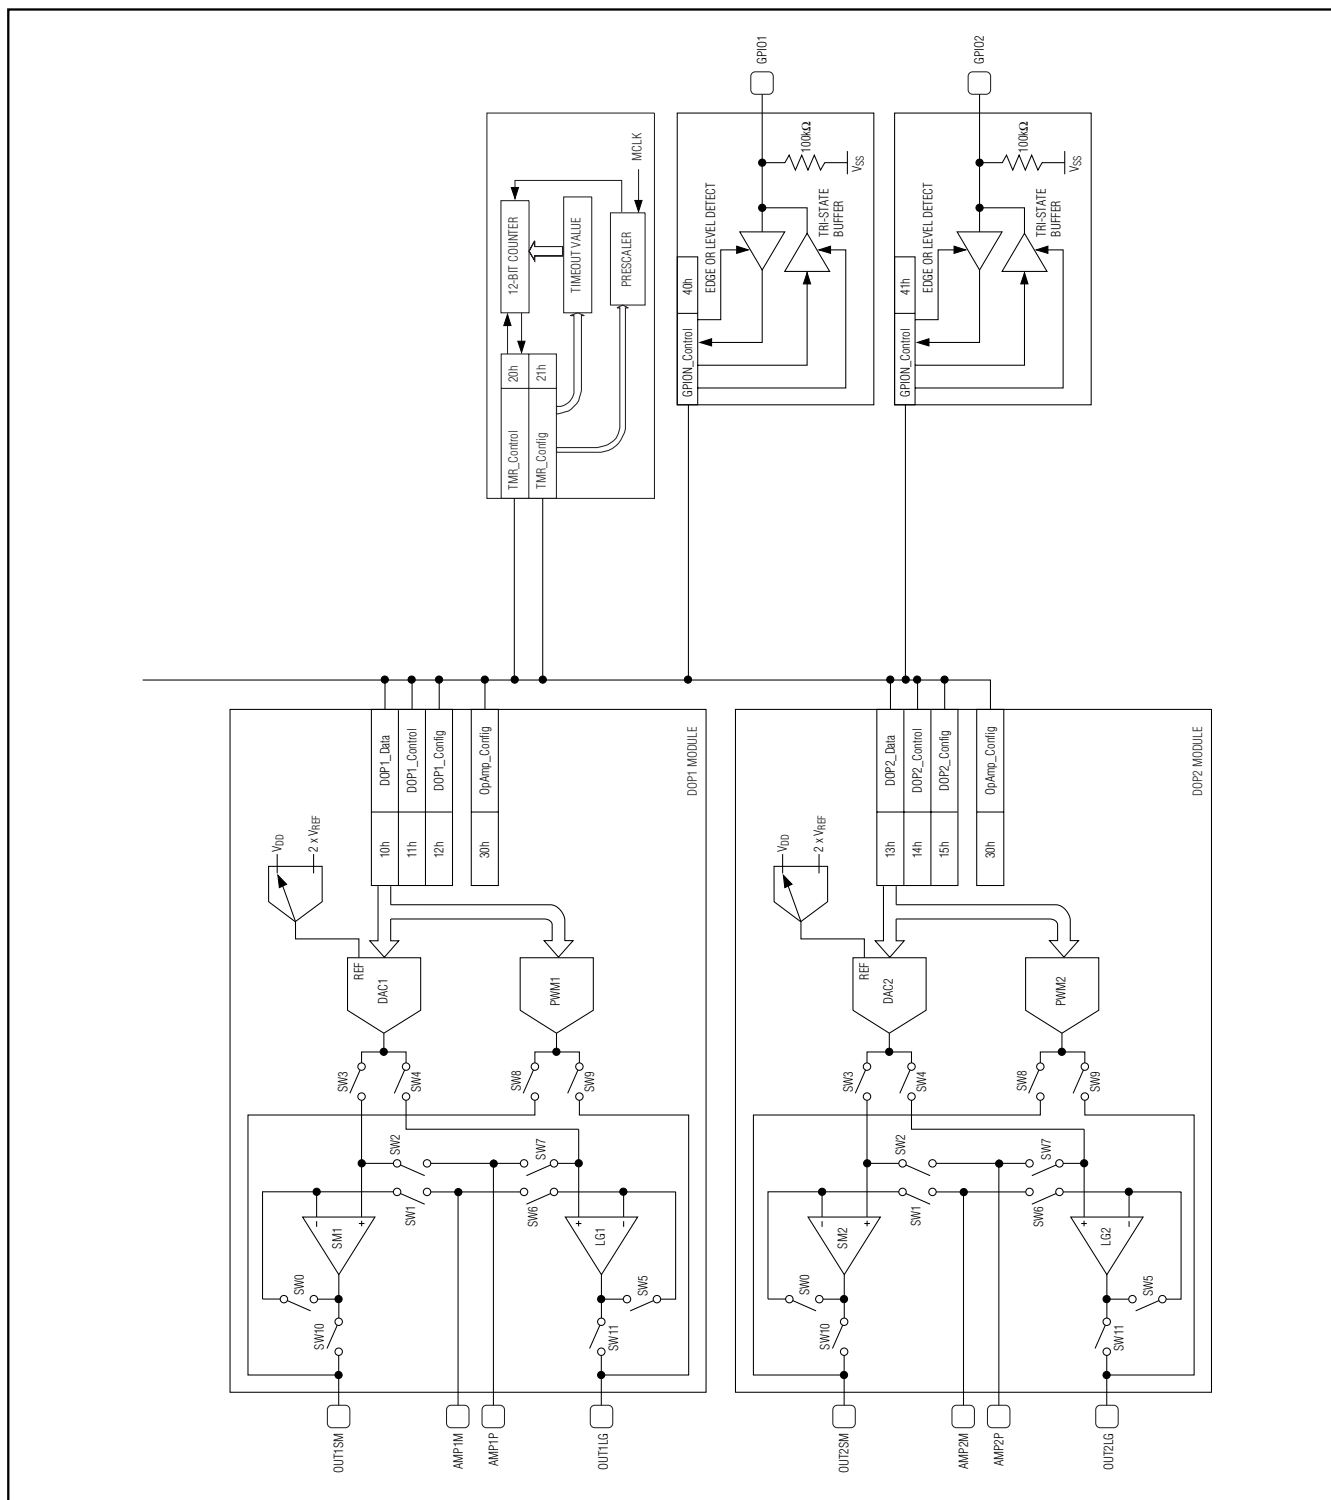 GPIO1
GPIO2
MCLK
12-BIT COUNTER
TIMEOUT VALUE
PRESCALER
20h
21h
TMR_Control
TMR_Config
100kΩ
VSS
EDGE OR LEVEL DETECT
TRI-STATE
BUFFER
40h
GPION_Control
100kΩ
VSS
EDGE OR LEVEL DETECT
TRI-STATE
BUFFER
41h
GPION_Control
DOP1_Data
DOP1_Control
DOP1_Config
OpAmp_Config
10h
11h
12h
30h
DOP1 MODULE
VDD
2 x VREF
REF
DAC1
PWM1
SW3
SW4
SW8
SW9
SW2
SW7
SW1
SW6
-
+
SM1
+
-
LG1
SW0
SW5
SW10
SW11
OUT1SM
AMP1M
AMP1P
OUT1LG
DOP2_Data
DOP2_Control
DOP2_Config
OpAmp_Config
13h
14h
15h
30h
DOP2 MODULE
VDD
2 x VREF
REF
DAC2
PWM2
SW3
SW4
SW8
SW9
SW2
SW7
SW1
SW6
-
+
SM2
+
-
LG2
SW0
SW5
SW10
SW11
OUT2SM
AMP2M
AMP2P
OUT2LG